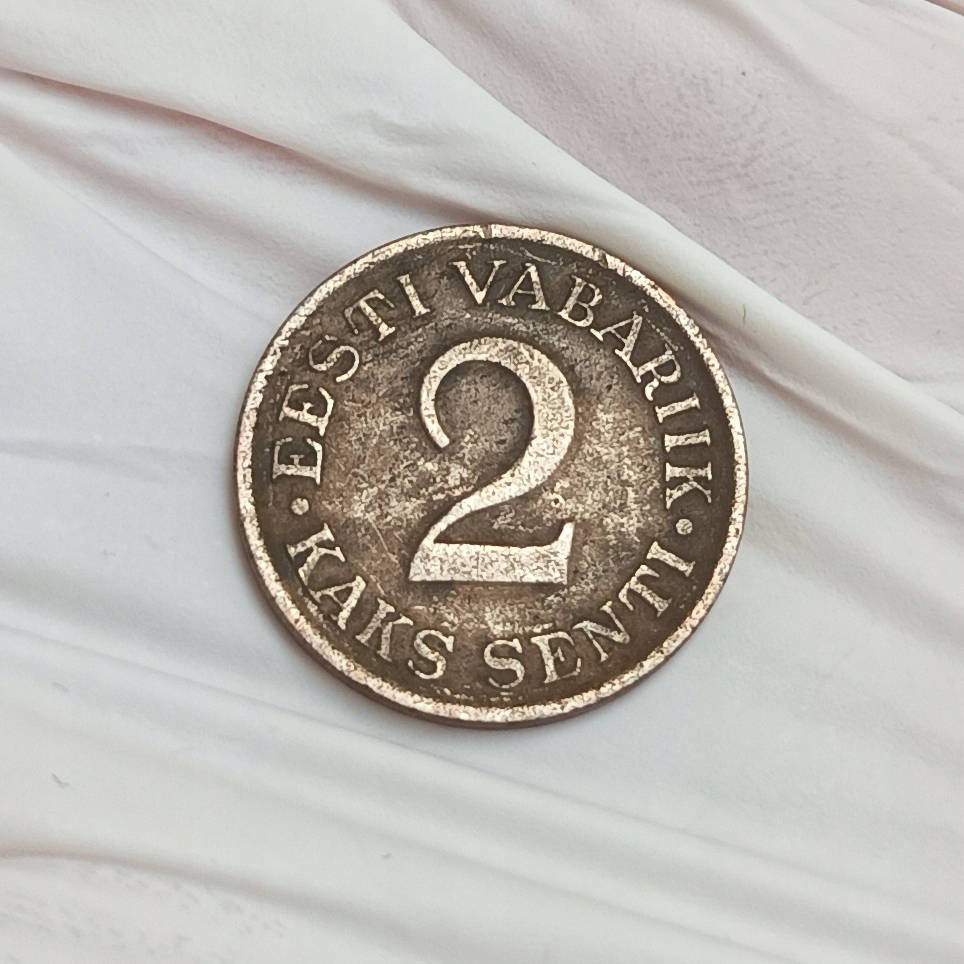 ·EESTI VABARIIK·
2
KAKS SENTI